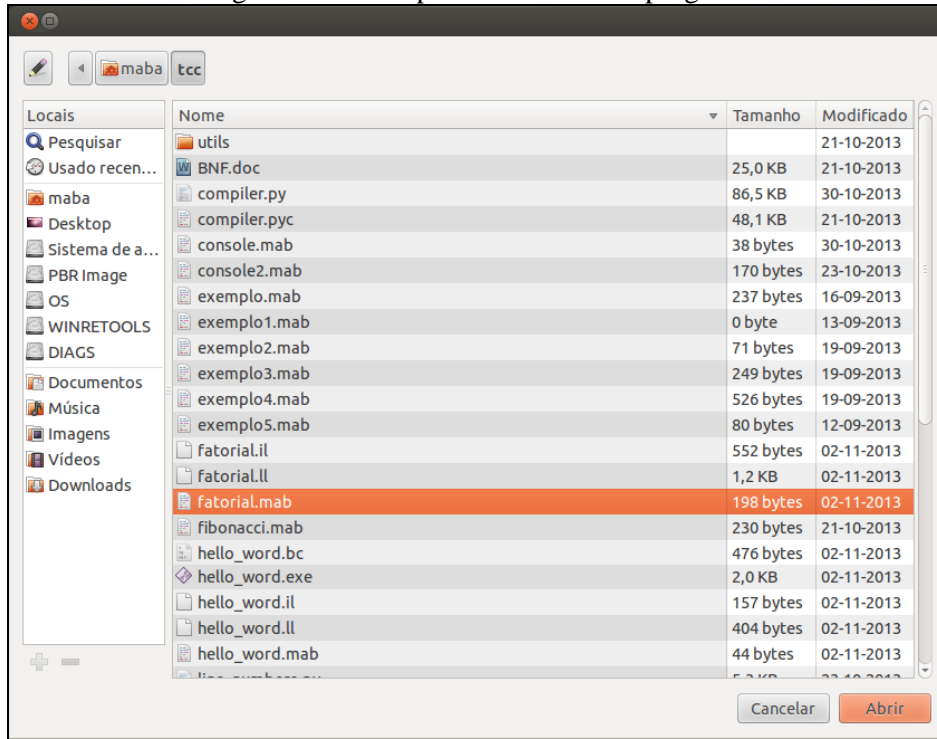 maba tcc
Locais
Pesquisar
Usado recen...
maba
Desktop
Sistema de a...
PBR Image
OS
WINRETOOLS
DIAGS
Documentos
Música
Imagens
Vídeos
Downloads
Nome Tamanho Modificado
utils 21-10-2013
BNF.doc 25,0 KB 21-10-2013
compiler.py 86,5 KB 30-10-2013
compiler.pyc 48,1 KB 21-10-2013
console.mab 38 bytes 30-10-2013
console2.mab 170 bytes 23-10-2013
exemplo.mab 237 bytes 16-09-2013
exemplo1.mab 0 byte 13-09-2013
exemplo2.mab 71 bytes 19-09-2013
exemplo3.mab 249 bytes 19-09-2013
exemplo4.mab 526 bytes 19-09-2013
exemplo5.mab 80 bytes 12-09-2013
fatorial.il 552 bytes 02-11-2013
fatorial.ll 1,2 KB 02-11-2013
fatorial.mab 198 bytes 02-11-2013
fibonacci.mab 230 bytes 21-10-2013
hello_word.bc 476 bytes 02-11-2013
hello_word.exe 2,0 KB 02-11-2013
hello_word.il 157 bytes 02-11-2013
hello_word.ll 404 bytes 02-11-2013
hello_word.mab 44 bytes 02-11-2013
Cancelar Abrir